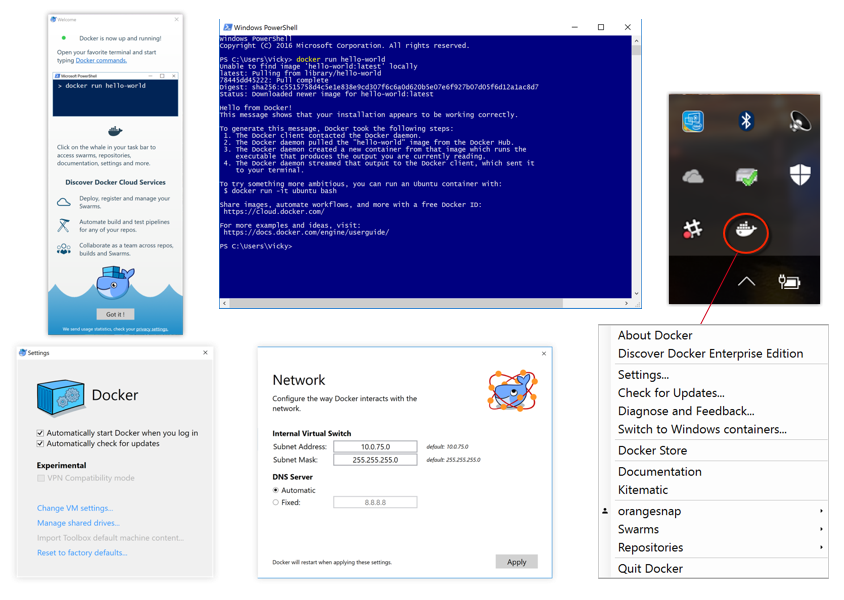 Welcome
Docker is now up and running!
Open your favorite terminal and start
typing Docker commands.
Microsoft PowerShell
> docker run hello-world
Click on the whale in your task bar to
access swarms, repositories,
documentation, settings and more.
Discover Docker Cloud Services
Deploy, register and manage your
Swarms.
Automate build and test pipelines
for any of your repos.
Collaborate as a team across repos,
builds and Swarms.
Got it !
We send usage statistics, check your privacy settings.
Windows PowerShell
Windows PowerShell
Copyright (C) 2016 Microsoft Corporation. All rights reserved.
PS C:\Users\Vicky> docker run hello-world
Unable to find image 'hello-world:latest' locally
latest: Pulling from library/hello-world
78445dd45222: Pull complete
Digest: sha256:c5515758d4c5e1e838e9cd307f6c6a0d620b5e07e6f927b07d05f6d12a1ac8d7
Status: Downloaded newer image for hello-world:latest
Hello from Docker!
This message shows that your installation appears to be working correctly.
To generate this message, Docker took the following steps:
1. The Docker client contacted the Docker daemon.
2. The Docker daemon pulled the "hello-world" image from the Docker Hub.
3. The Docker daemon created a new container from that image which runs the
executable that produces the output you are currently reading.
4. The Docker daemon streamed that output to the Docker client, which sent it
to your terminal.
To try something more ambitious, you can run an Ubuntu container with:
$ docker run -it ubuntu bash
Share images, automate workflows, and more with a free Docker ID:
https://cloud.docker.com/
For more examples and ideas, visit:
https://docs.docker.com/engine/userguide/
PS C:\Users\Vicky>
Settings
Docker
Automatically start Docker when you log in
Automatically check for updates
Experimental
VPN Compatibility mode
Change VM settings...
Manage shared drives...
Import Toolbox default machine content...
Reset to factory defaults...
Network
Configure the way Docker interacts with the
network.
Internal Virtual Switch
Subnet Address: 10.0.75.0 default: 10.0.75.0
Subnet Mask: 255.255.255.0 default: 255.255.255.0
DNS Server
Automatic
Fixed: 8.8.8.8
Docker will restart when applying these settings.
Apply
About Docker
Discover Docker Enterprise Edition
Settings...
Check for Updates...
Diagnose and Feedback...
Switch to Windows containers...
Docker Store
Documentation
Kitematic
orangesnap
Swarms
Repositories
Quit Docker